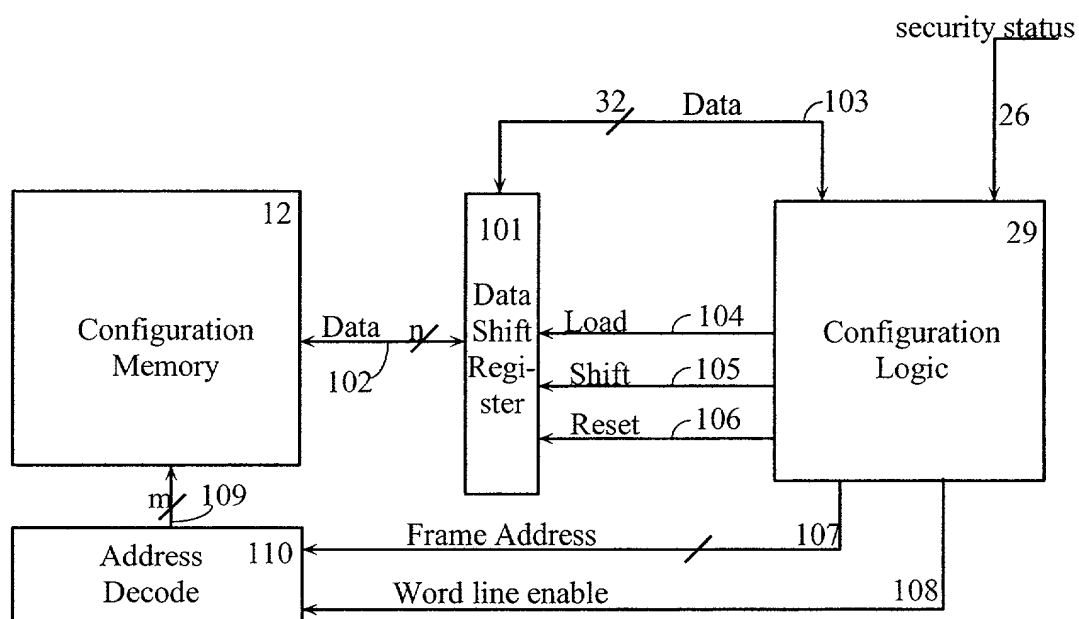 security status
32 Data 103
26
12
101
29
Data
Shift
Regi-
ster
Configuration
Memory
Data n
102
Load 104
Shift 105
Reset 106
Configuration
Logic
m 109
Address
Decode
110
Frame Address 107
Word line enable 108